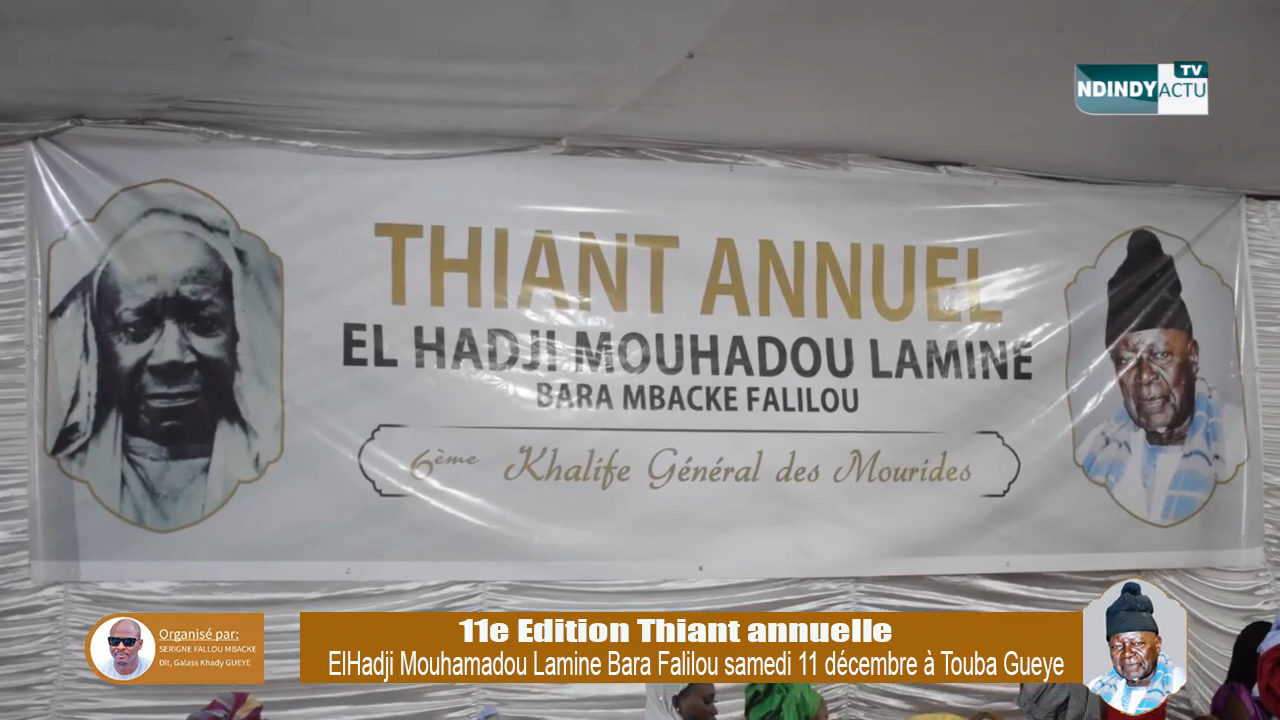 TV
NDINDYACTU
THIANT ANNUEL
EL HADJI MOUHADOU LAMINE
BARA MBACKE FALILOU
6ème Khalife Général des Mourides
Organisé par:
SERIGNE FALLOU MBACKE
Dit, Galass Khady GUEYE
11e Edition Thiant annuelle
ElHadji Mouhamadou Lamine Bara Falilou samedi 11 décembre à Touba Gueye